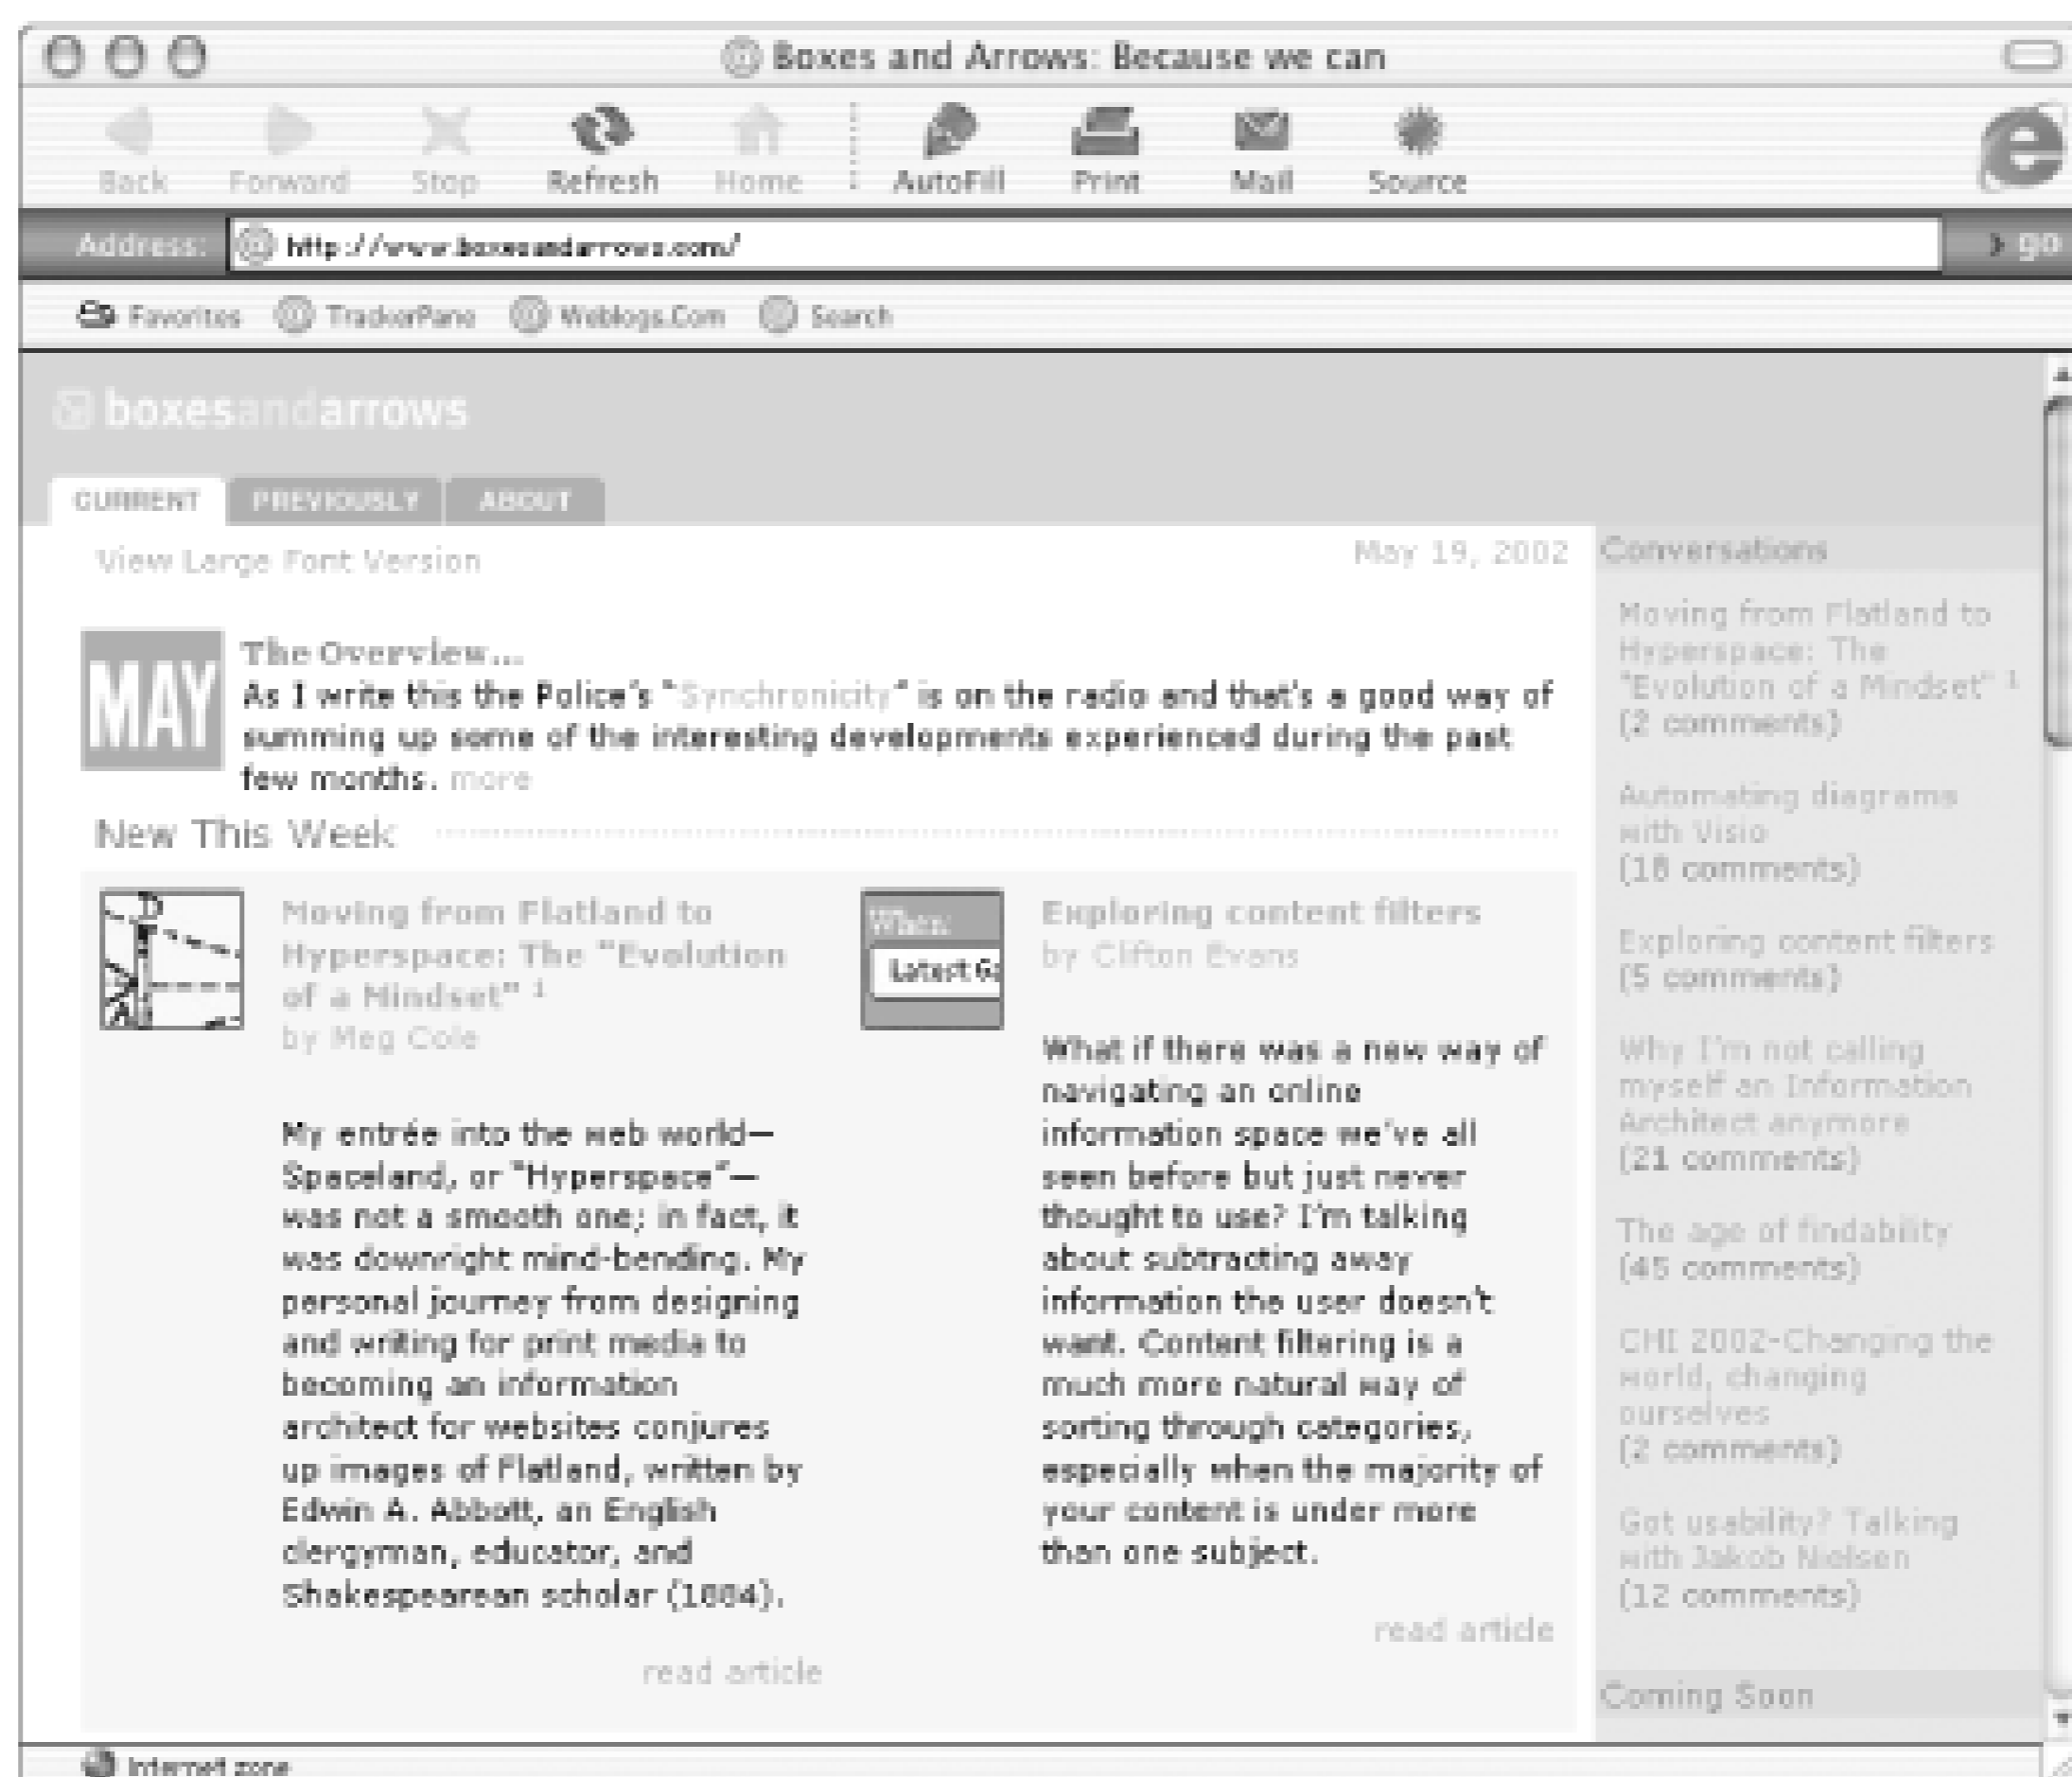 Boxes and Arrows: Because we can
Back Forward Stop Refresh Home AutoFill Print Mail Source
Address: http://www.boxesandarrows.com/ go
Favorites TrackerPane Weblogs.Com Search
boxesandarrows
CURRENT PREVIOUSLY ABOUT
View Large Font Version May 19, 2002
The Overview...
MAY
As I write this the Police's "Synchronicity" is on the radio and that's a good way of
summing up some of the interesting developments experienced during the past
few months. more
New This Week
Moving from Flatland to
Hyperspace: The "Evolution
of a Mindset" 1
by Meg Cole
My entrée into the web world—
Spaceland, or "Hyperspace"—
was not a smooth one; in fact, it
was downright mind-bending. My
personal journey from designing
and writing for print media to
becoming an information
architect for websites conjures
up images of Flatland, written by
Edwin A. Abbott, an English
clergyman, educator, and
Shakespearean scholar (1884).
read article
Latest
Exploring content filters
by Clifton Evans
What if there was a new way of
navigating an online
information space we've all
seen before but just never
thought to use? I'm talking
about subtracting away
information the user doesn't
want. Content filtering is a
much more natural way of
sorting through categories,
especially when the majority of
your content is under more
than one subject.
read article
Conversations
Moving from Flatland to
Hyperspace: The
"Evolution of a Mindset" 1
(2 comments)
Automating diagrams
with Visio
(18 comments)
Exploring content filters
(5 comments)
Why I'm not calling
myself an Information
Architect anymore
(21 comments)
The age of findability
(45 comments)
CHI 2002-Changing the
world, changing
ourselves
(2 comments)
Got usability? Talking
with Jakob Nielsen
(12 comments)
Coming Soon
Internet zone